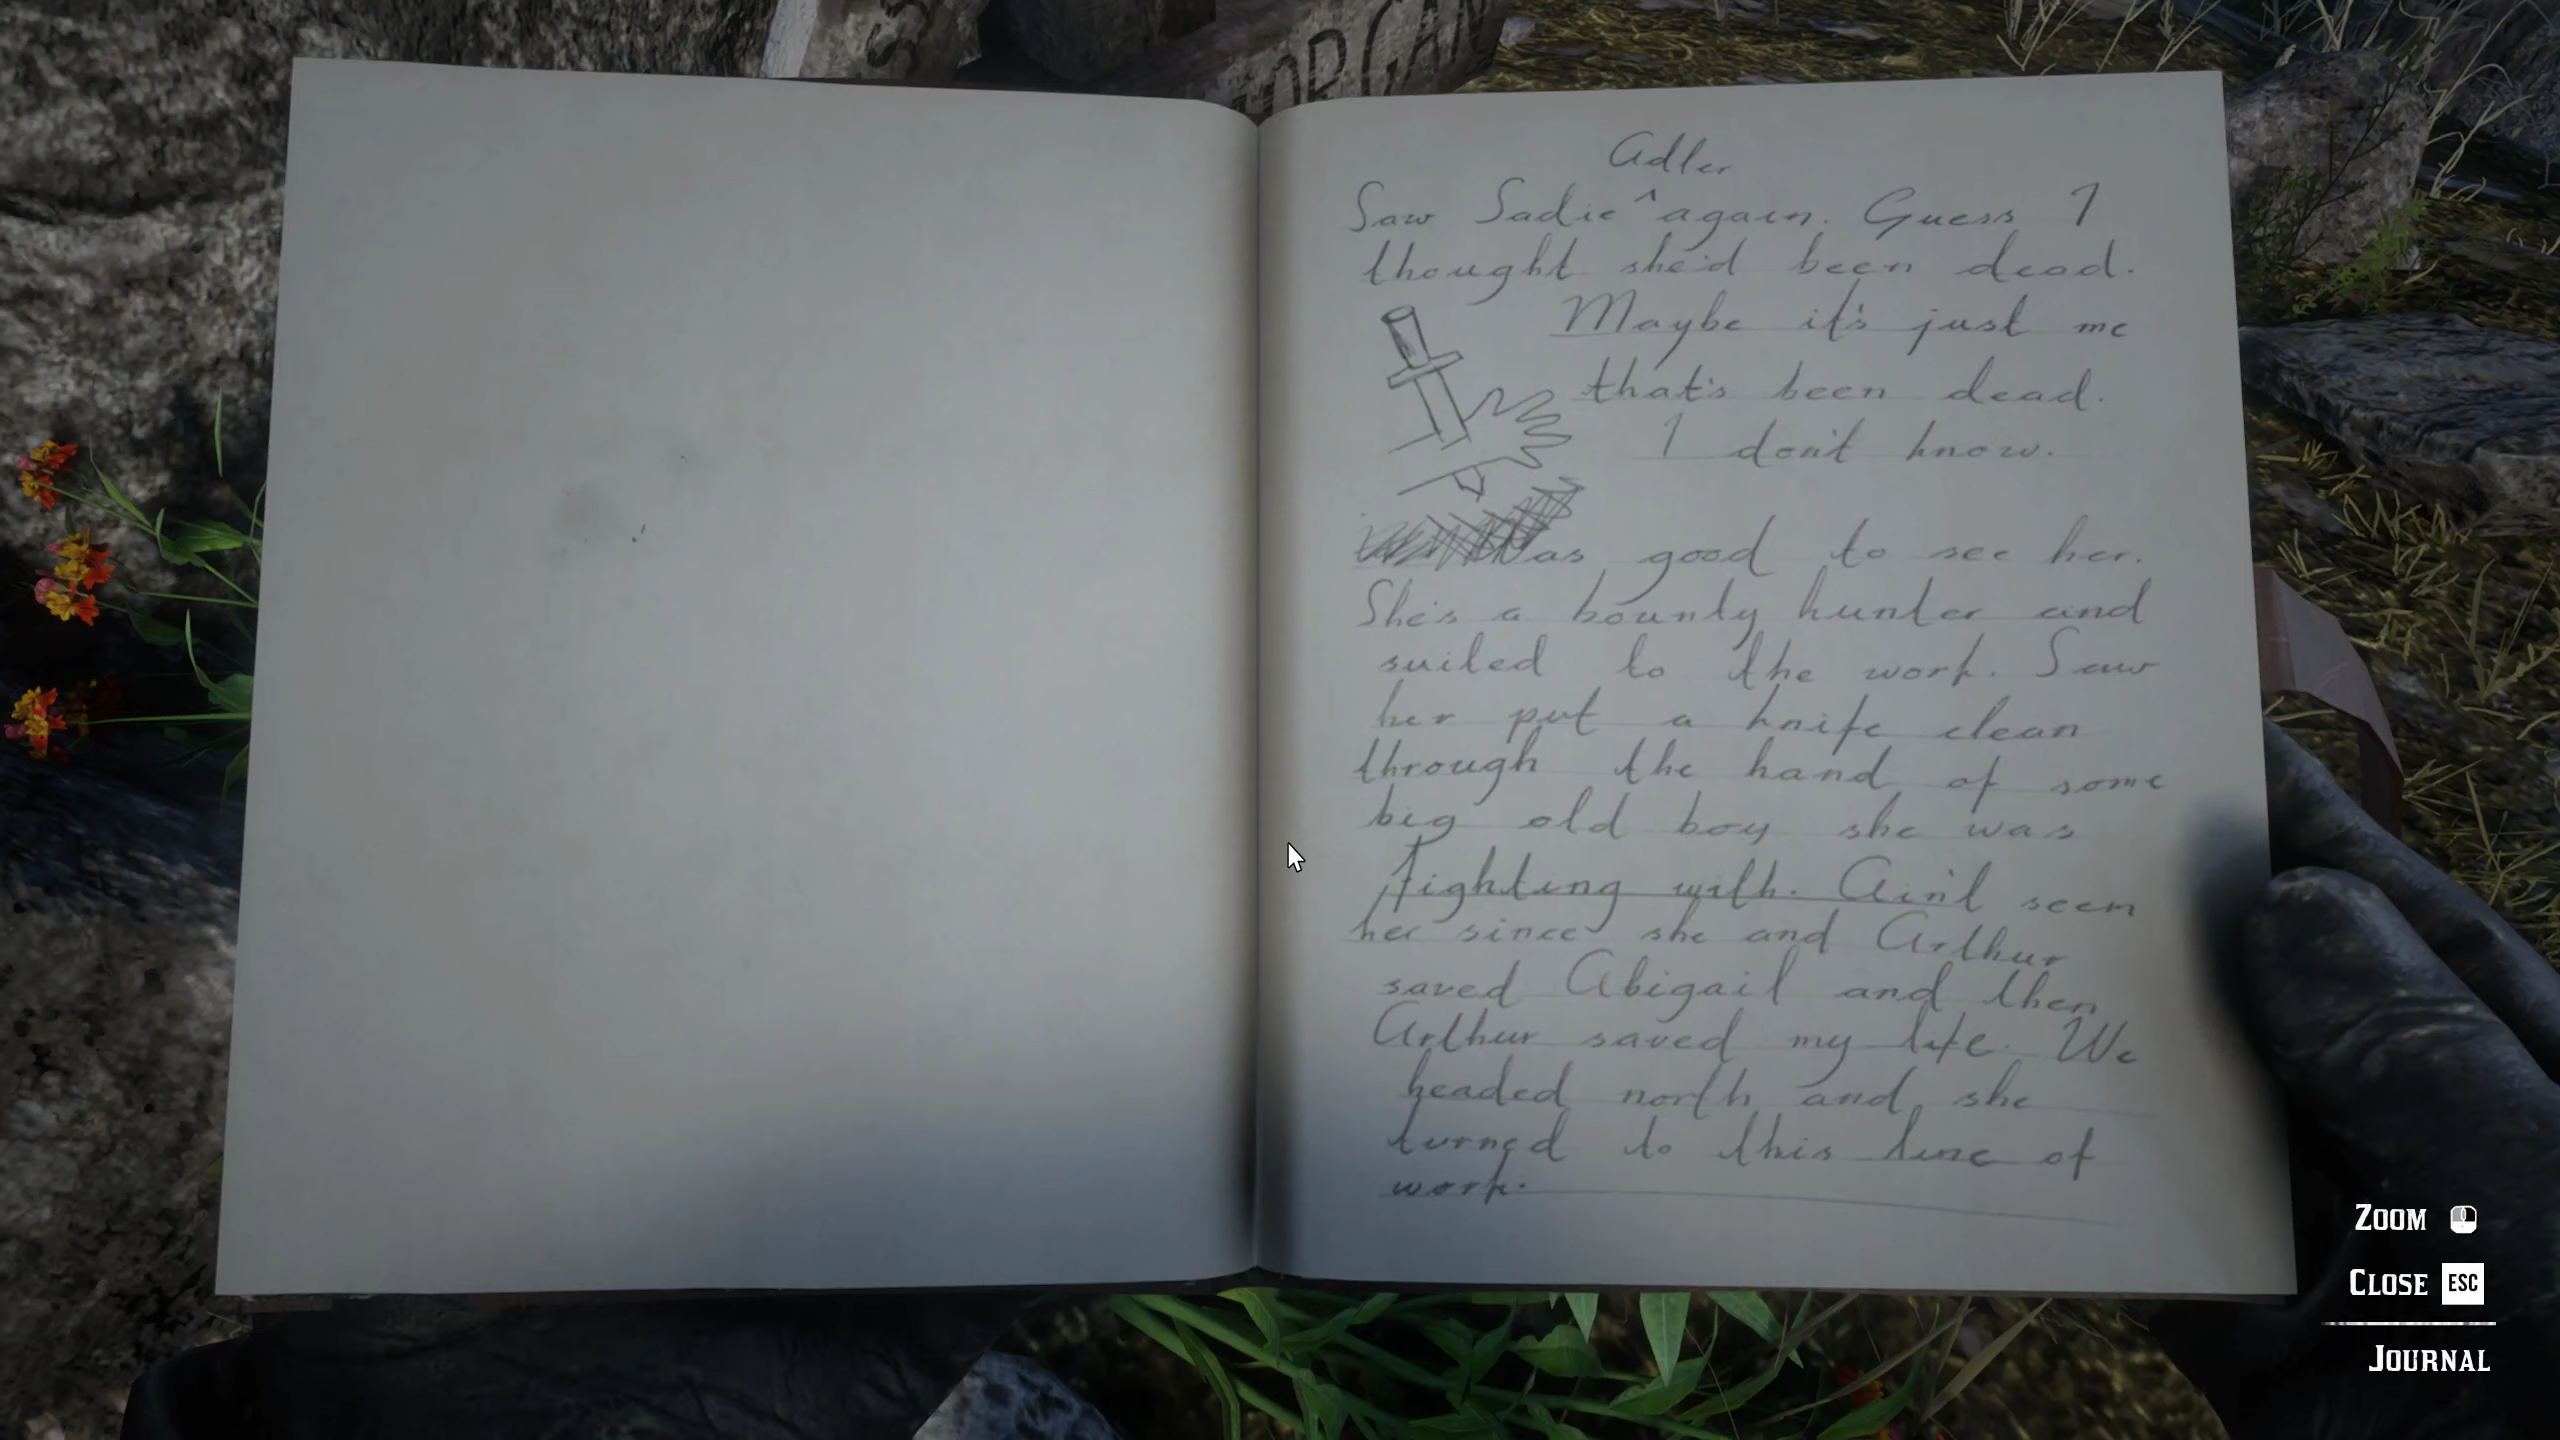 MORGAN
Adler
Saw Sadie ^ again. Guess I
thought she'd been dead.
Maybe it's just me
that's been dead.
I don't know.
Was good to see her.
She's a bounty hunter and
suited to the work. Saw
her put a knife clean
through the hand of some
big old boy she was
fighting with. Ain't seen
her since she and Arthur
saved Abigail and then
Arthur saved my life. We
headed north and she
turned to this line of
work.
ZOOM
CLOSE ESC
JOURNAL